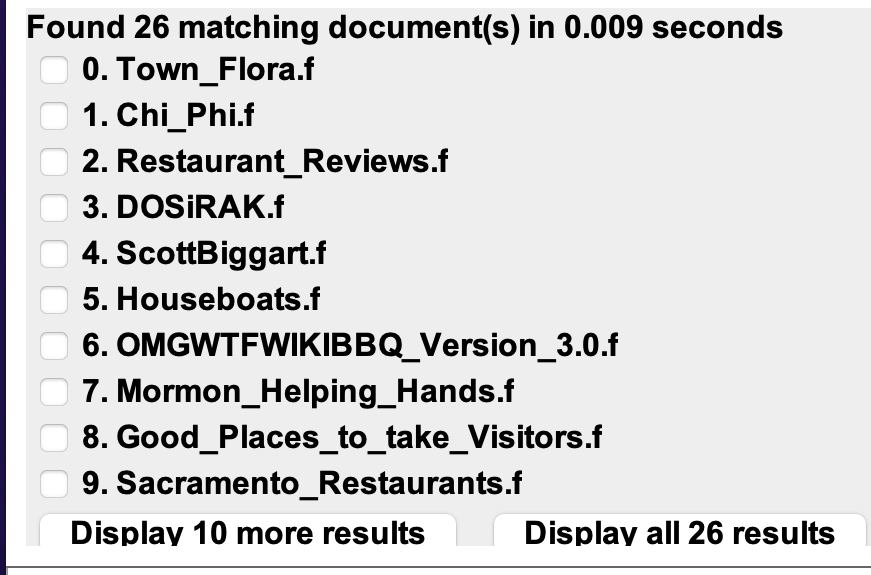 Found 26 matching document(s) in 0.009 seconds
0. Town_Flora.f
1. Chi_Phi.f
2. Restaurant_Reviews.f
3. DOSiRAK.f
4. ScottBiggart.f
5. Houseboats.f
6. OMGWTFWIKIBBQ_Version_3.0.f
7. Mormon_Helping_Hands.f
8. Good_Places_to_take_Visitors.f
9. Sacramento_Restaurants.f
Display 10 more results Display all 26 results